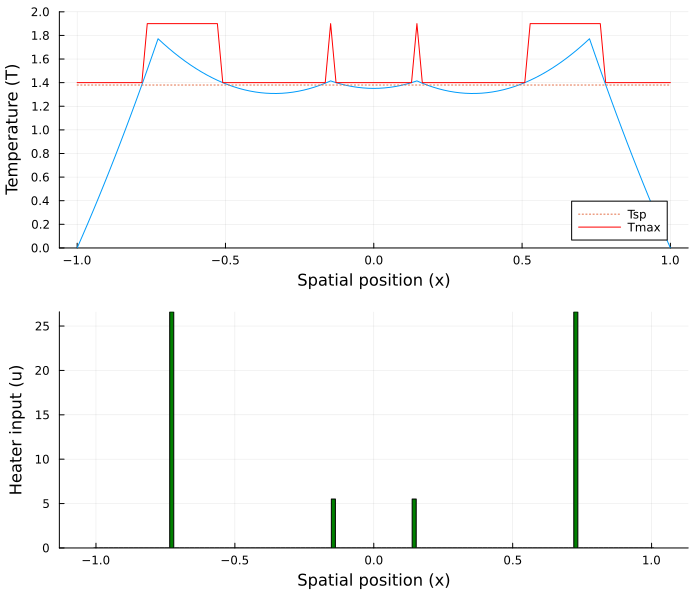 Temperature (T)
2.0
1.8
1.6
1.4
1.2
1.0
0.8
0.6
0.4
0.2
0.0
Tsp
Tmax
−1.0 −0.5 0.0 0.5 1.0
Spatial position (x)
Heater input (u)
25
20
15
10
5
0
−1.0 −0.5 0.0 0.5 1.0
Spatial position (x)